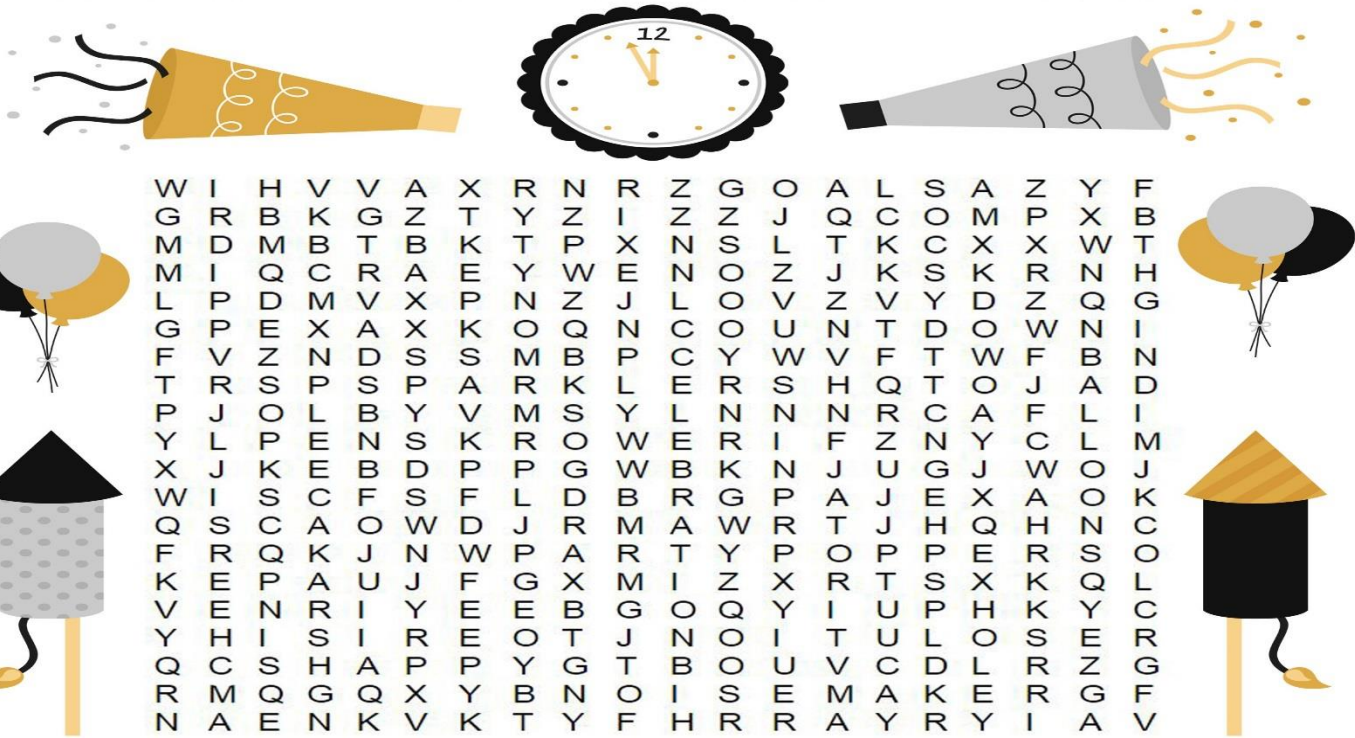 12
W I H V V A X R N R Z G O A L S A Z Y F
G R B K G Z T Y Z I Z Z J Q C O M P X B
M D M B T B K T P X N S L T K C X X W T
M I Q C R A E Y W E N O Z J K S K R N H
L P D M V X P N Z J L O V Z V Y D Z Q G
G P E X A X K O Q N C O U N T D O W N I
F V Z N D S S M B P C Y W V F T W F B N
T R S P S P A R K L E R S H Q T O J A D
P J O L B Y V M S Y L N N N R C A F L I
Y L P E N S K R O W E R I F Z N Y C L M
X J K E B D P P G W B K N J U G J W O J
W I S C F S F L D B R G P A J E X A O K
Q S C A O W D J R M A W R T J H Q H N C
F R Q K J N W P A R T Y P O P P E R S O
K E P A U J F G X M I Z X R T S X K Q L
V E N R I Y E E B G O Q Y I U P H K Y C
Y H I S I R E O T J N O I T U L O S E R
Q C S H A P P Y G T B O U V C D L R Z G
R M Q G Q X Y B N O I S E M A K E R G F
N A E N K V K T Y F H R R A Y R Y I A V